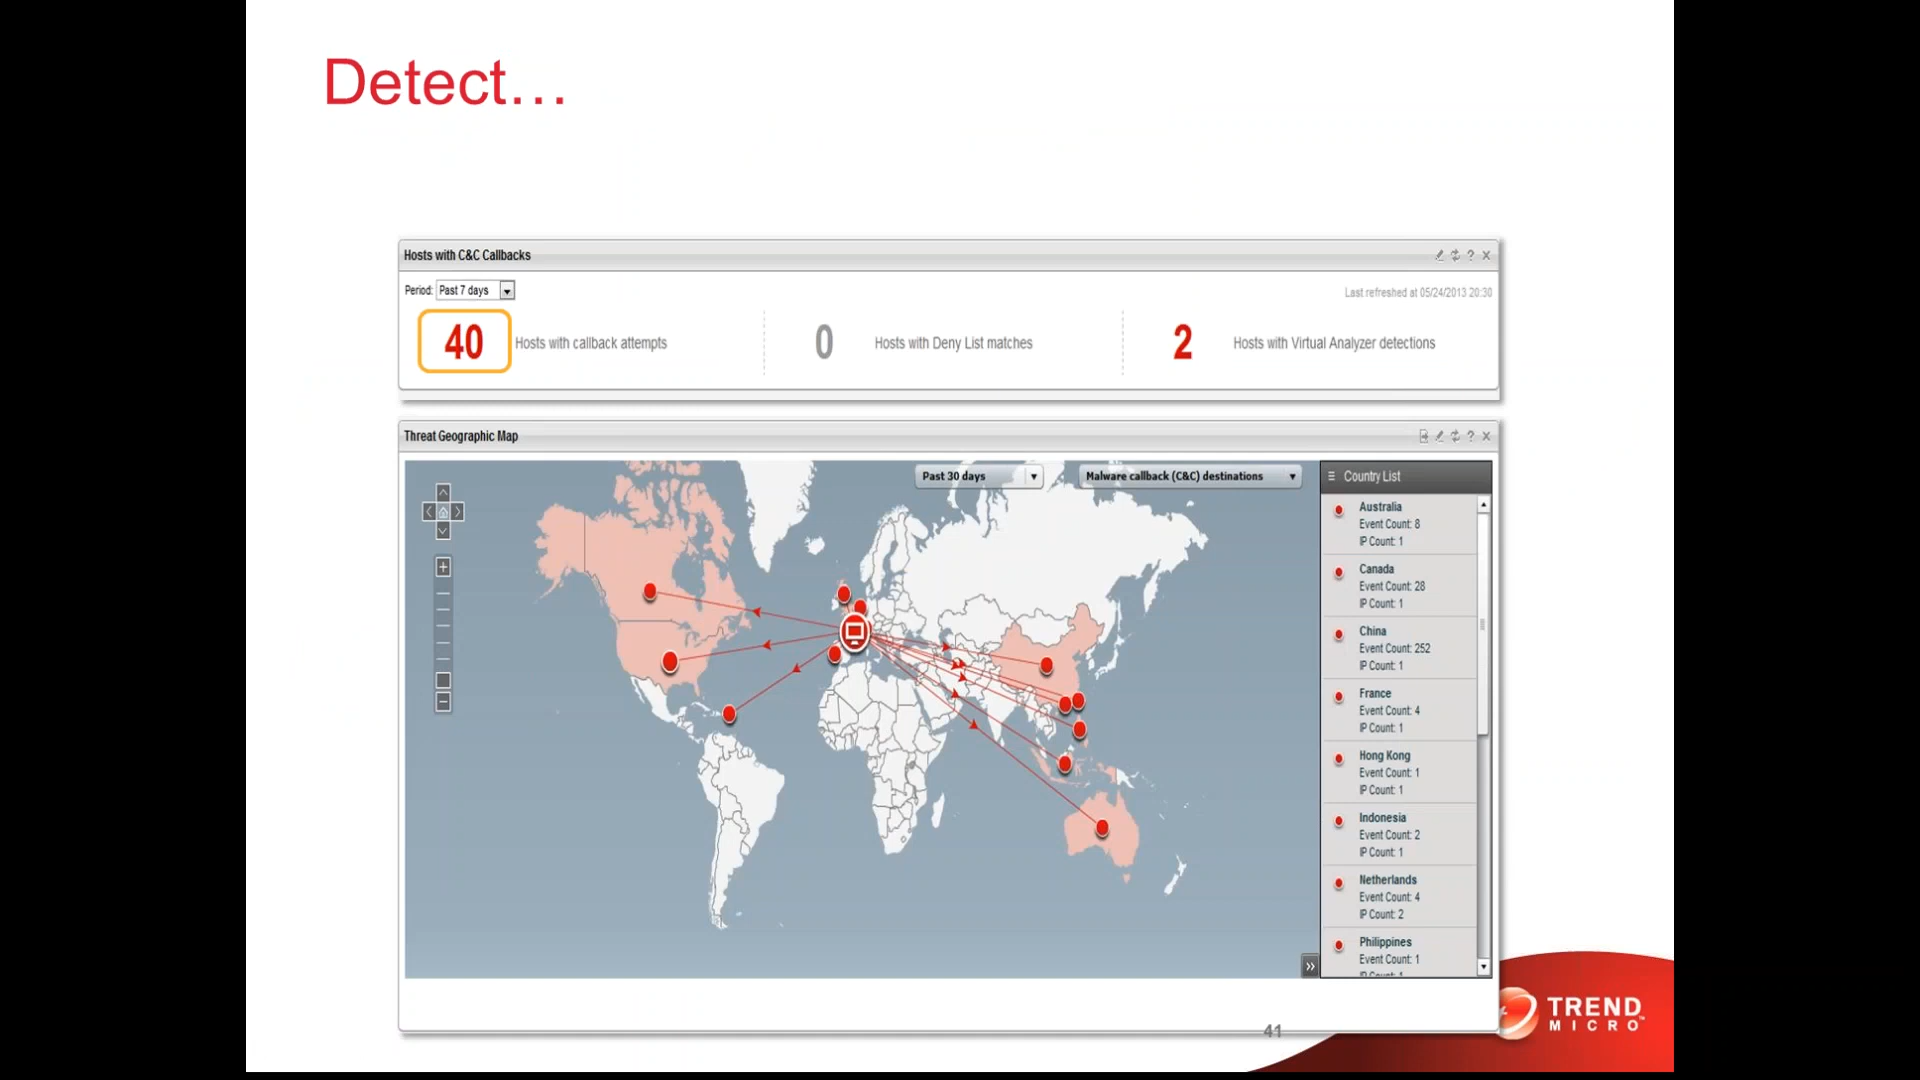 Detect…
Hosts with C&C Callbacks
Period: Past 7 days
Last refreshed at 05/24/2013 20:30
40 Hosts with callback attempts
0 Hosts with Deny List matches
2 Hosts with Virtual Analyzer detections
Threat Geographic Map
Past 30 days
Malware callback (C&C) destinations
Country List
Australia
Event Count: 8
IP Count: 1
Canada
Event Count: 28
IP Count: 1
China
Event Count: 252
IP Count: 1
France
Event Count: 4
IP Count: 1
Hong Kong
Event Count: 1
IP Count: 1
Indonesia
Event Count: 2
IP Count: 1
Netherlands
Event Count: 4
IP Count: 2
Philippines
Event Count: 1
IP Count: 1
41
TREND
MICRO™